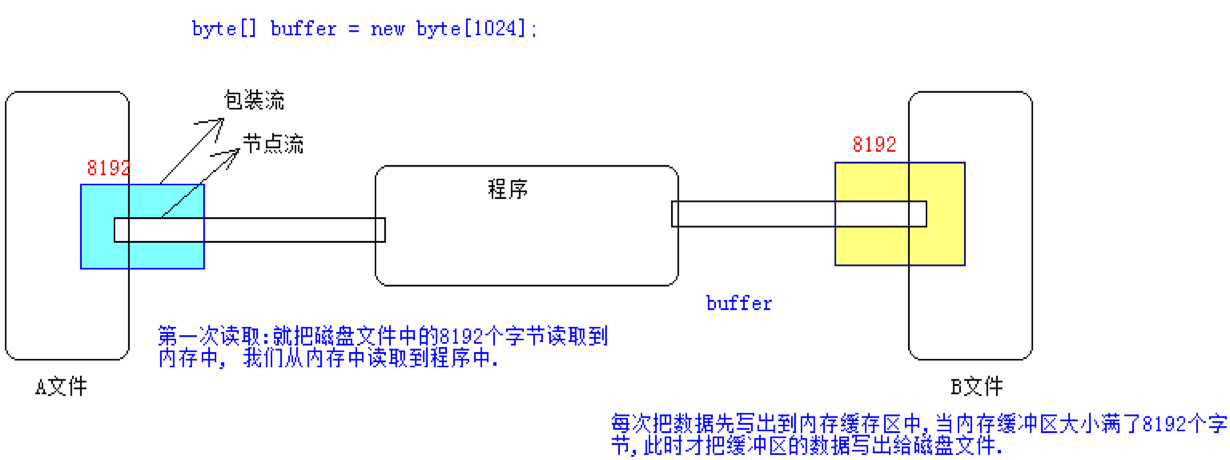 byte[] buffer = new byte[1024];
包装流
节点流
8192
8192
程序
buffer
第一次读取:就把磁盘文件中的8192个字节读取到
内存中, 我们从内存中读取到程序中.
A文件
B文件
每次把数据先写出到内存缓存区中,当内存缓冲区大小满了8192个字
节,此时才把缓冲区的数据写出给磁盘文件.